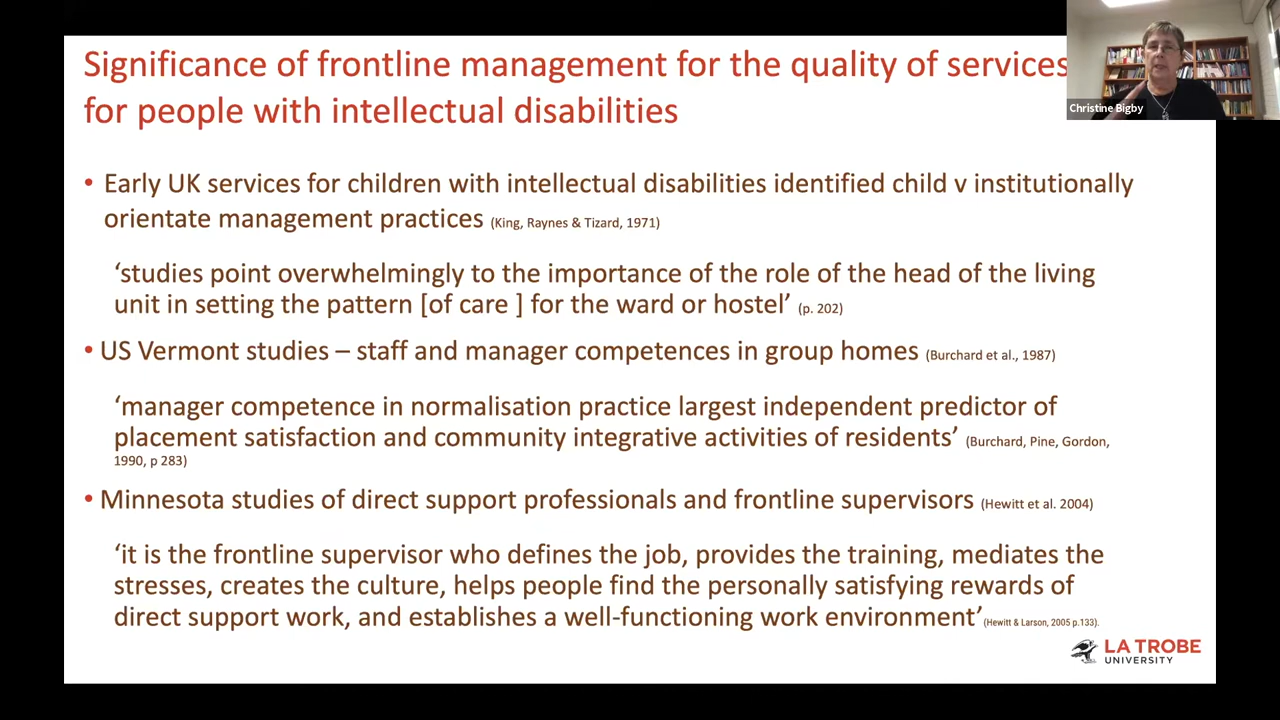 Significance of frontline management for the quality of services
for people with intellectual disabilities
Christine Bigby
• Early UK services for children with intellectual disabilities identified child v institutionally
orientate management practices (King, Raynes & Tizard, 1971)
‘studies point overwhelmingly to the importance of the role of the head of the living
unit in setting the pattern [of care ] for the ward or hostel’ (p. 202)
• US Vermont studies – staff and manager competences in group homes (Burchard et al., 1987)
‘manager competence in normalisation practice largest independent predictor of
placement satisfaction and community integrative activities of residents’ (Burchard, Pine, Gordon,
1990, p 283)
• Minnesota studies of direct support professionals and frontline supervisors (Hewitt et al. 2004)
‘it is the frontline supervisor who defines the job, provides the training, mediates the
stresses, creates the culture, helps people find the personally satisfying rewards of
direct support work, and establishes a well-functioning work environment’ (Hewitt & Larson, 2005 p.133).
LA TROBE
UNIVERSITY